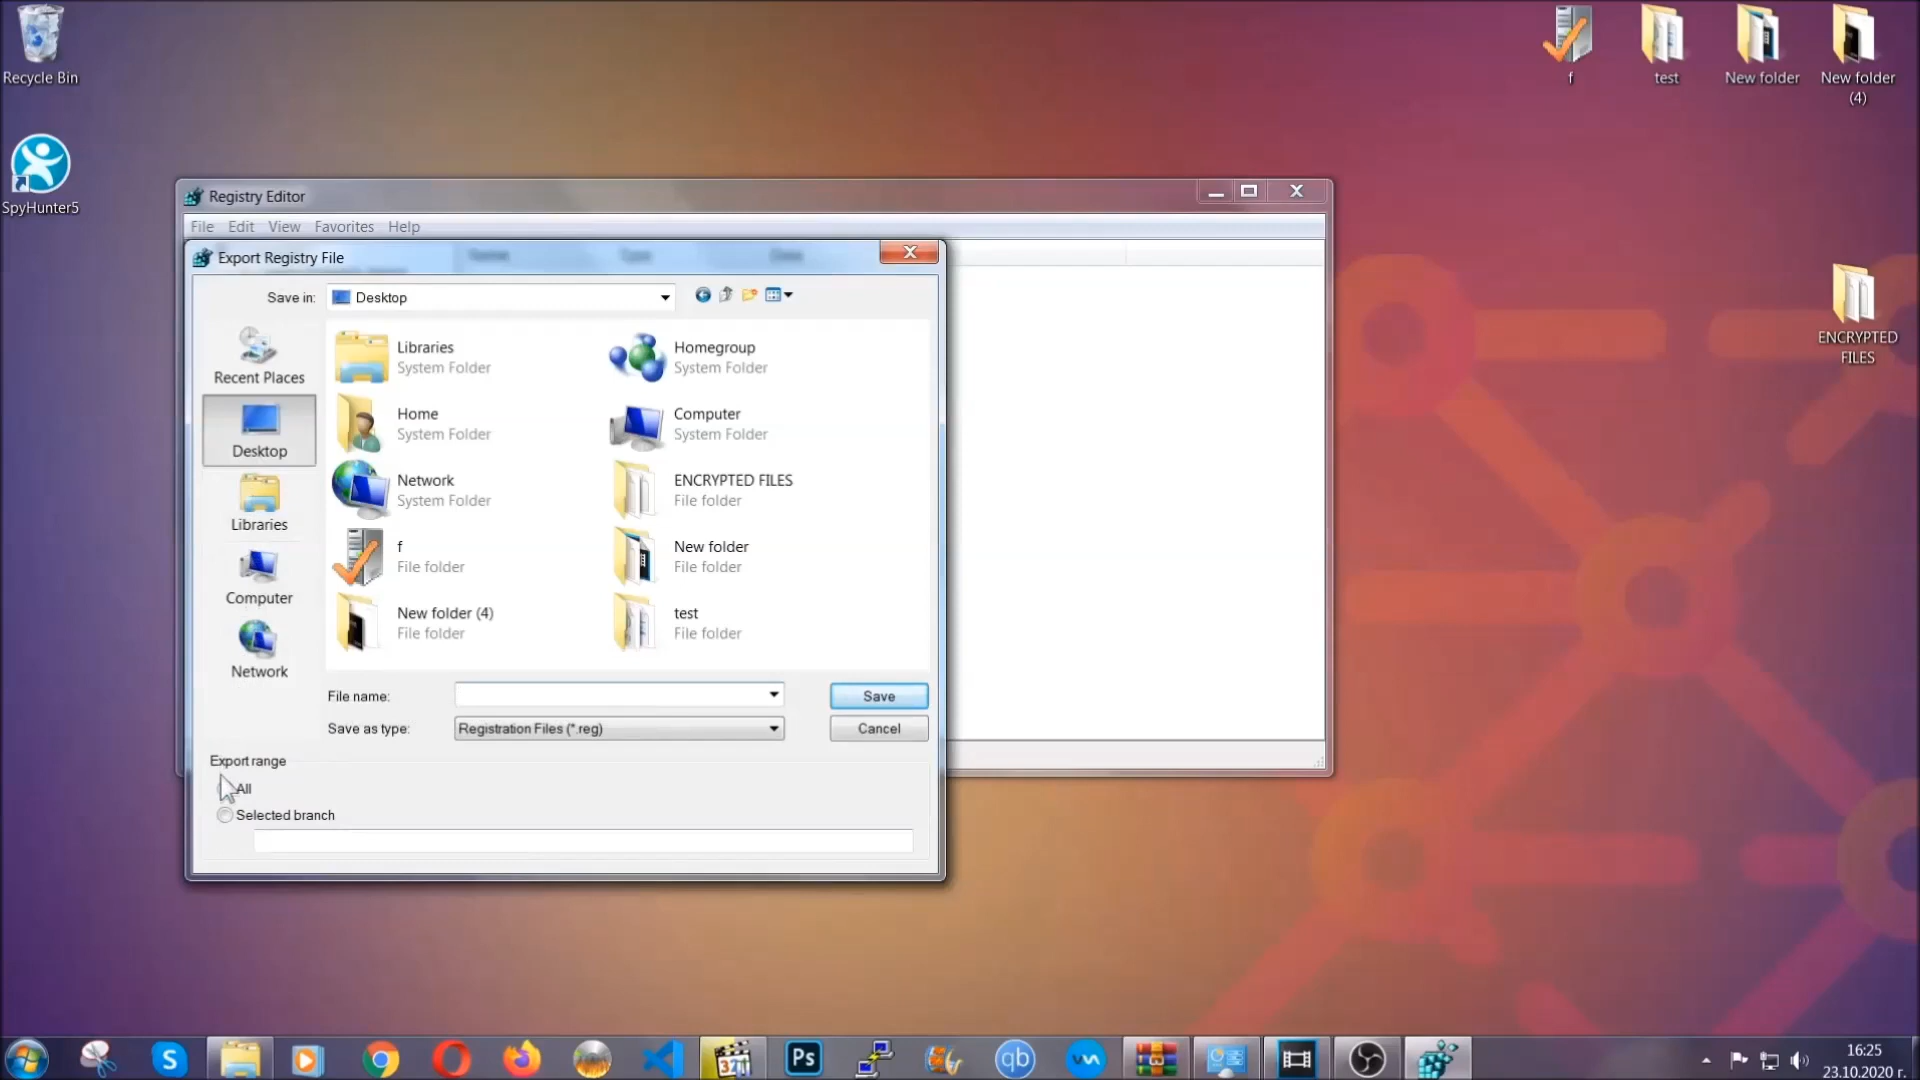 Recycle Bin
SpyHunter5
f
test
New folder
New folder
(4)
ENCRYPTED
FILES
Registry Editor
File Edit View Favorites Help
Export Registry File
Save in:
Desktop
Recent Places
Desktop
Libraries
Computer
Network
Libraries
System Folder
Homegroup
System Folder
Home
System Folder
Computer
System Folder
Network
System Folder
ENCRYPTED FILES
File folder
f
File folder
New folder
File folder
New folder (4)
File folder
test
File folder
File name:
Save
Save as type:
Registration Files (*.reg)
Cancel
Export range
All
Selected branch
S
321
Ps
qb
16:25
23.10.2020 г.